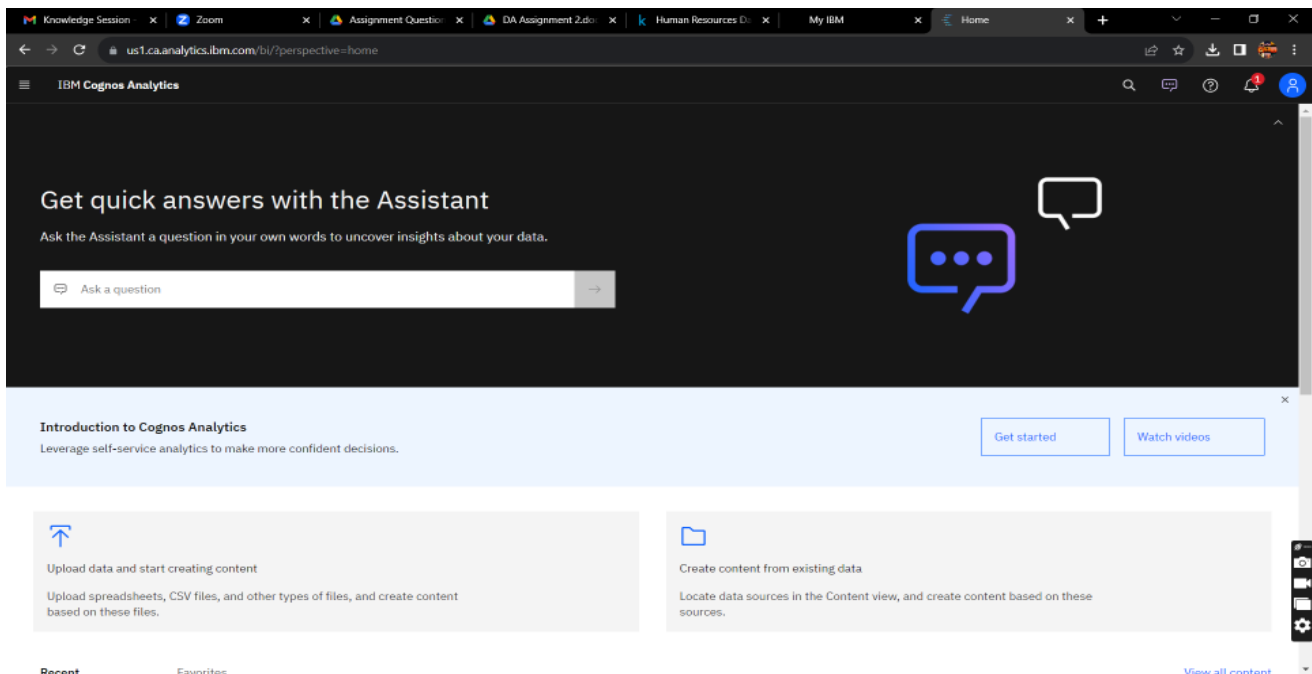 Knowledge Session -
Zoom
Assignment Question
DA Assignment 2.doc
Human Resources Da
My IBM
Home
us1.ca.analytics.ibm.com/bi/?perspective=home
IBM Cognos Analytics
1
Get quick answers with the Assistant
Ask the Assistant a question in your own words to uncover insights about your data.
Ask a question
Introduction to Cognos Analytics
Leverage self-service analytics to make more confident decisions.
Get started
Watch videos
Upload data and start creating content
Upload spreadsheets, CSV files, and other types of files, and create content
based on these files.
Create content from existing data
Locate data sources in the Content view, and create content based on these
sources.
Recent
Favorites
View all content